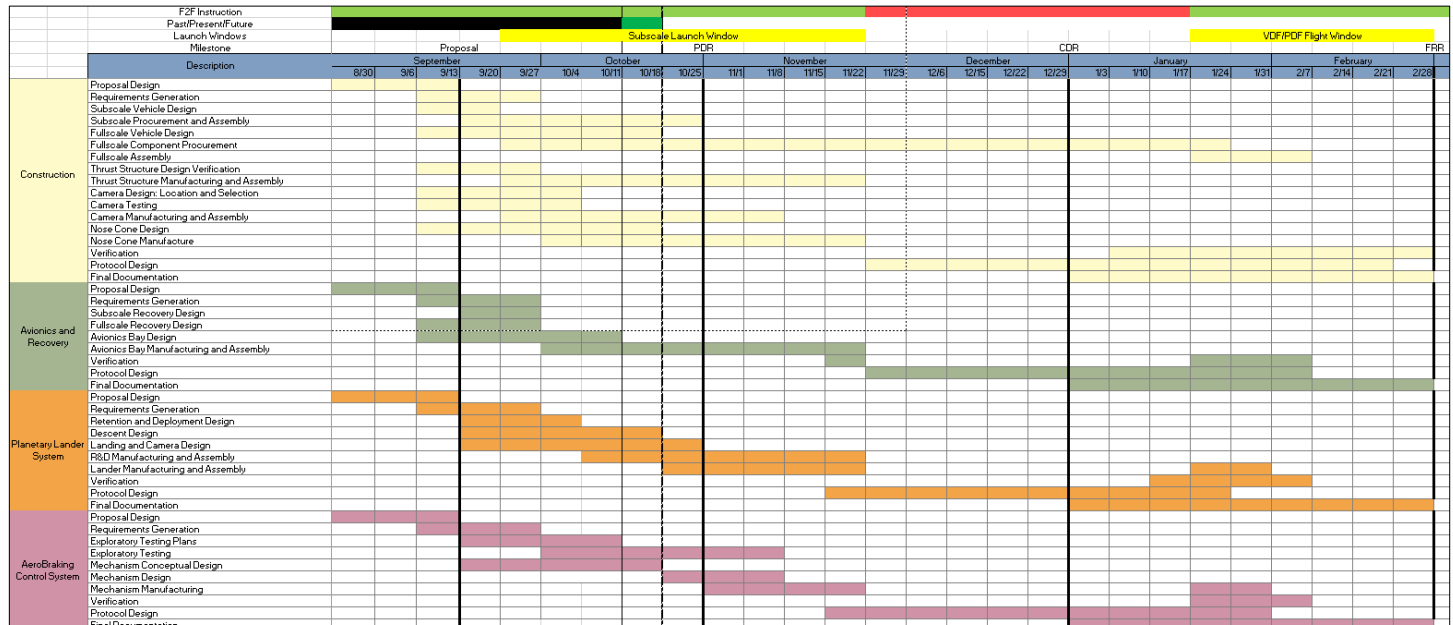 F2F Instruction
Past/Present/Future
Launch Windows Subscale Launch Window VDF/PDF Flight Window
Milestone Proposal PDR CDR FRR
Description September October November December January February
8/30 9/6 9/13 9/20 9/27 10/4 10/11 10/18 10/25 11/1 11/8 11/15 11/22 11/29 12/6 12/15 12/22 12/29 1/3 1/10 1/17 1/24 1/31 2/7 2/14 2/21 2/28
Construction
Proposal Design
Requirements Generation
Subscale Vehicle Design
Subscale Procurement and Assembly
Fullscale Vehicle Design
Fullscale Component Procurement
Fullscale Assembly
Thrust Structure Design Verification
Thrust Structure Manufacturing and Assembly
Camera Design: Location and Selection
Camera Testing
Camera Manufacturing and Assembly
Nose Cone Design
Nose Cone Manufacture
Verification
Protocol Design
Final Documentation
Avionics and
Recovery
Proposal Design
Requirements Generation
Subscale Recovery Design
Fullscale Recovery Design
Avionics Bay Design
Avionics Bay Manufacturing and Assembly
Verification
Protocol Design
Final Documentation
Planetary Lander
System
Proposal Design
Requirements Generation
Retention and Deployment Design
Descent Design
Landing and Camera Design
R&D Manufacturing and Assembly
Lander Manufacturing and Assembly
Verification
Protocol Design
Final Documentation
AeroBraking
Control System
Proposal Design
Requirements Generation
Exploratory Testing Plans
Exploratory Testing
Mechanism Conceptual Design
Mechanism Design
Mechanism Manufacturing
Verification
Protocol Design
Final Documentation